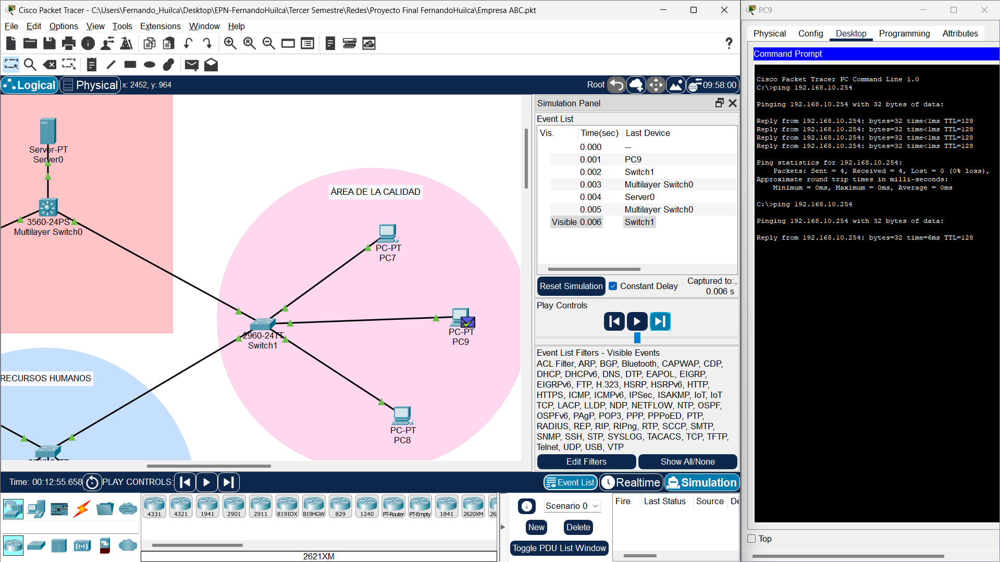 Cisco Packet Tracer - C:\Users\Fernando_Huilca\Desktop\EPN-FernandoHuilca\Tercer Semestre\Redes\Proyecto Final FernandoHuilca\Empresa ABC.pkt
File Edit Options View Tools Extensions Window Help
Logical Physical x: 2452, y: 964
Root 09:58:00
Server-PT
Server0
3560-24PS
Multilayer Switch0
ÁREA DE LA CALIDAD
PC-PT
PC7
PC-PT
PC9
2960-24TT
Switch1
PC-PT
PC8
RECURSOS HUMANOS
Simulation Panel
Event List
Vis. Time(sec) Last Device
0.000 --
0.001 PC9
0.002 Switch1
0.003 Multilayer Switch0
0.004 Server0
0.005 Multilayer Switch0
Visible 0.006 Switch1
Reset Simulation Constant Delay Captured to:
0.006 s
Play Controls
Event List Filters - Visible Events
ACL Filter, ARP, BGP, Bluetooth, CAPWAP, CDP,
DHCP, DHCPv6, DNS, DTP, EAPOL, EIGRP,
EIGRPv6, FTP, H.323, HSRP, HSRPv6, HTTP,
HTTPS, ICMP, ICMPv6, IPSec, ISAKMP, IoT, IoT
TCP, LACP, LLDP, NDP, NETFLOW, NTP, OSPF,
OSPFv6, PAgP, POP3, PPP, PPPoED, PTP,
RADIUS, REP, RIP, RIPng, RTP, SCCP, SMTP,
SNMP, SSH, STP, SYSLOG, TACACS, TCP, TFTP,
Telnet, UDP, USB, VTP
Edit Filters Show All/None
Time: 00:12:55.658 PLAY CONTROLS:
Event List Realtime Simulation
4331 4321 1941 2901 2911 819IOX 819HGW 829 1240 PT-Router PT-Empty 1841 2620XM 26
2621XM
Scenario 0
New Delete
Toggle PDU List Window
Fire Last Status Source De
PC9
Physical Config Desktop Programming Attributes
Command Prompt
Cisco Packet Tracer PC Command Line 1.0
C:\>ping 192.168.10.254
Pinging 192.168.10.254 with 32 bytes of data:
Reply from 192.168.10.254: bytes=32 time<1ms TTL=128
Reply from 192.168.10.254: bytes=32 time<1ms TTL=128
Reply from 192.168.10.254: bytes=32 time<1ms TTL=128
Reply from 192.168.10.254: bytes=32 time<1ms TTL=128
Ping statistics for 192.168.10.254:
Packets: Sent = 4, Received = 4, Lost = 0 (0% loss),
Approximate round trip times in milli-seconds:
Minimum = 0ms, Maximum = 0ms, Average = 0ms
C:\>ping 192.168.10.254
Pinging 192.168.10.254 with 32 bytes of data:
Reply from 192.168.10.254: bytes=32 time=6ms TTL=128
Top